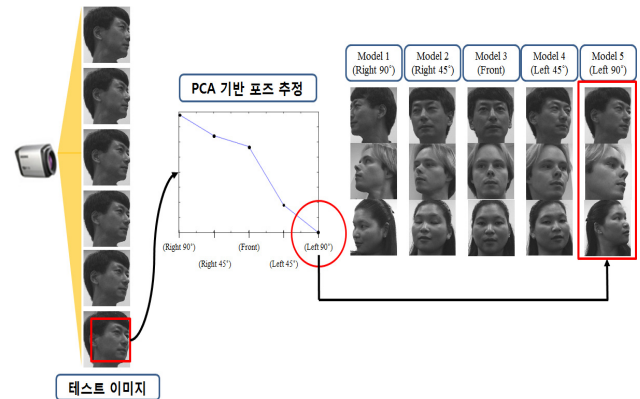 Model 1
(Right 90˚)
Model 2
(Right 45˚)
Model 3
(Front)
Model 4
(Left 45˚)
Model 5
(Left 90˚)
PCA 기반 포즈 추정
(Right 90˚)
(Front)
(Left 90˚)
(Right 45˚)
(Left 45˚)
테스트 이미지